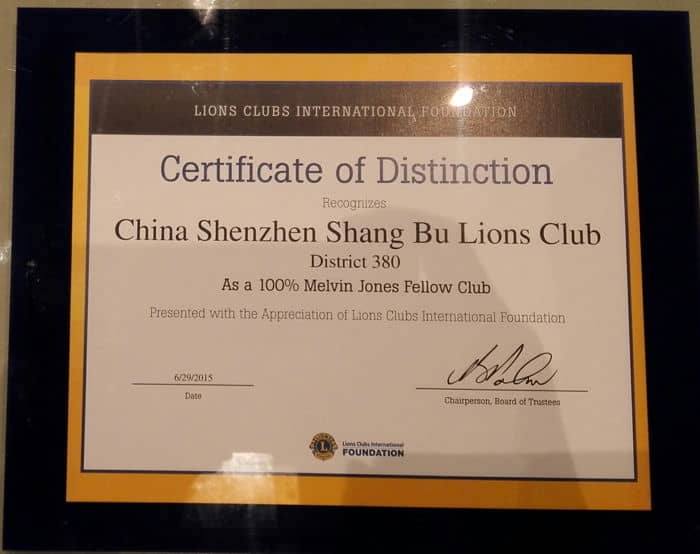 LIONS CLUBS INTERNATIONAL FOUNDATION
Certificate of Distinction
Recognizes
China Shenzhen Shang Bu Lions Club
District 380
As a 100% Melvin Jones Fellow Club
Presented with the Appreciation of Lions Clubs International Foundation
6/29/2015
Date
Chairperson, Board of Trustees
L
Lions Clubs International
FOUNDATION